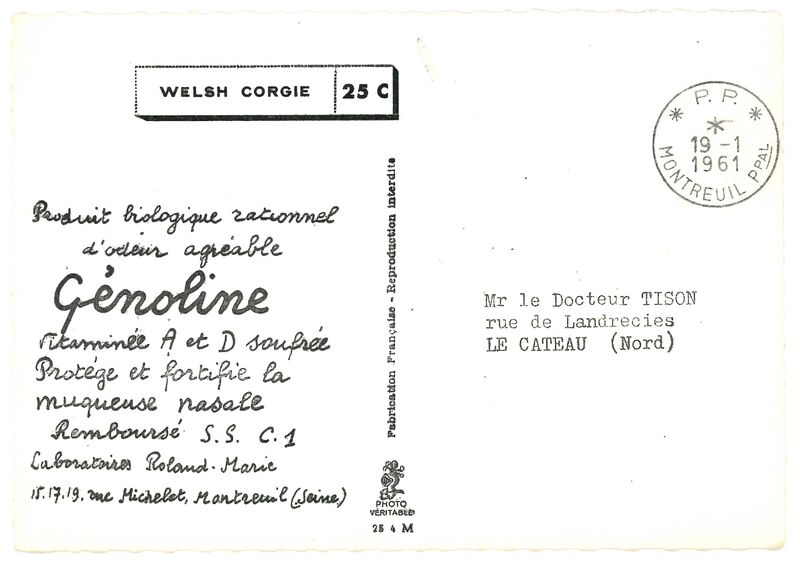 WELSH CORGIE 25 C
* P. P. *
19 -1
1961
MONTREUIL PPAL
Produit biologique rationnel
d'odeur agréable
Génoline
Vitaminée A et D soufrée
Protége et fortifie la
muqueuse nasale
Remboursé S.S. C.1
Laboratoires Roland-Marie
15.17.19. rue Michelet, Montreuil (Seine)
Fabrication Française - Reproduction interdite
PHOTO
VÉRITABLE
25 4 M
Mr le Docteur TISON
rue de Landrecies
LE CATEAU (Nord)